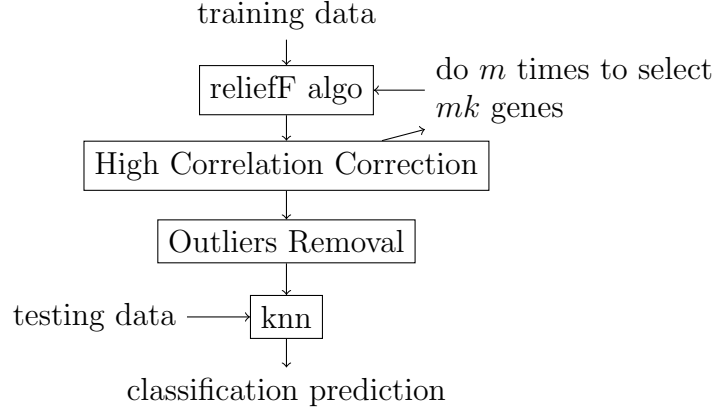 training data
reliefF algo
do m times to select
mk genes
High Correlation Correction
Outliers Removal
testing data
knn
classification prediction